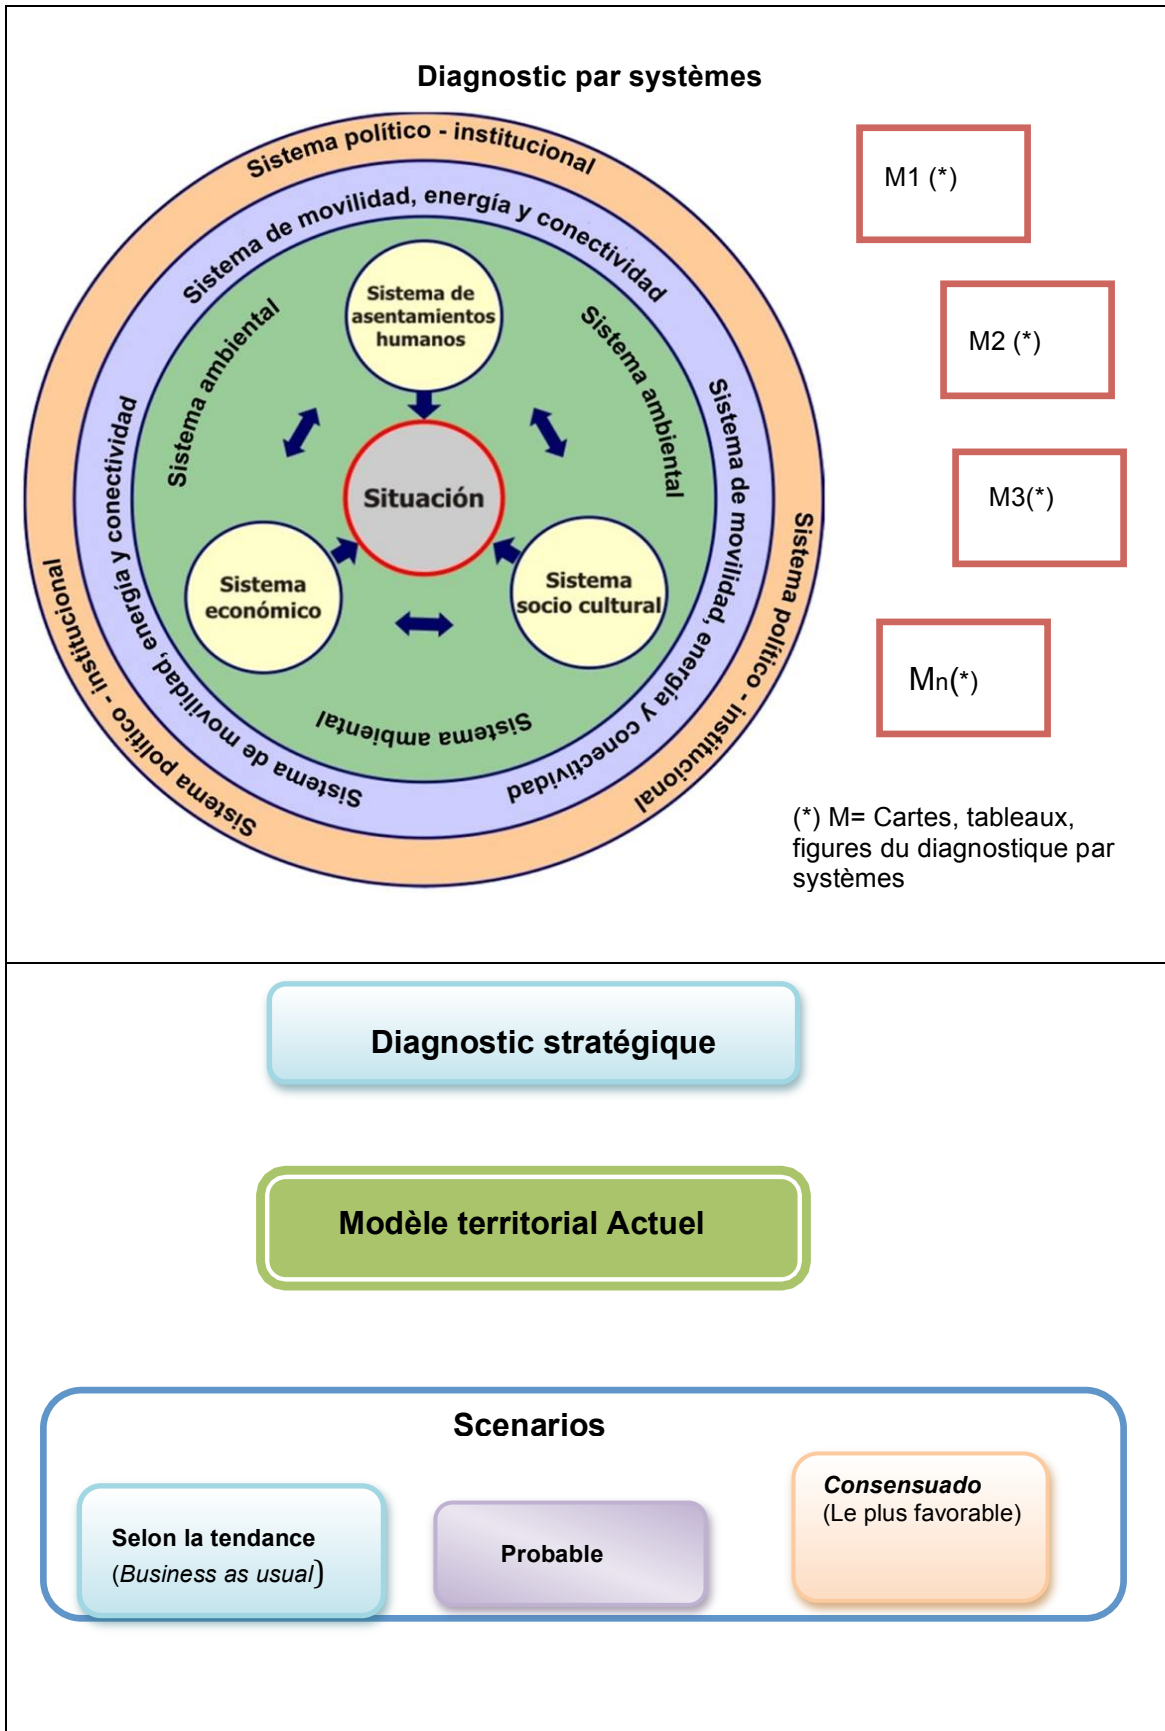 Diagnostic par systèmes
Sistema político - institucional
Sistema de movilidad, energía y conectividad
Sistema ambiental
Sistema ambiental
Sistema de
asentamientos
humanos
Situación
Sistema
económico
Sistema
socio cultural
Sistema ambiental
Sistema de movilidad, energía y conectividad
Sistema de movilidad, energía y conectividad
Sistema político - institucional
Sistema político - institucional
M1 (*)
M2 (*)
M3(*)
Mn(*)
(*) M= Cartes, tableaux,
figures du diagnostique par
systèmes
Diagnostic stratégique
Modèle territorial Actuel
Scenarios
Selon la tendance
(Business as usual)
Probable
Consensuado
(Le plus favorable)